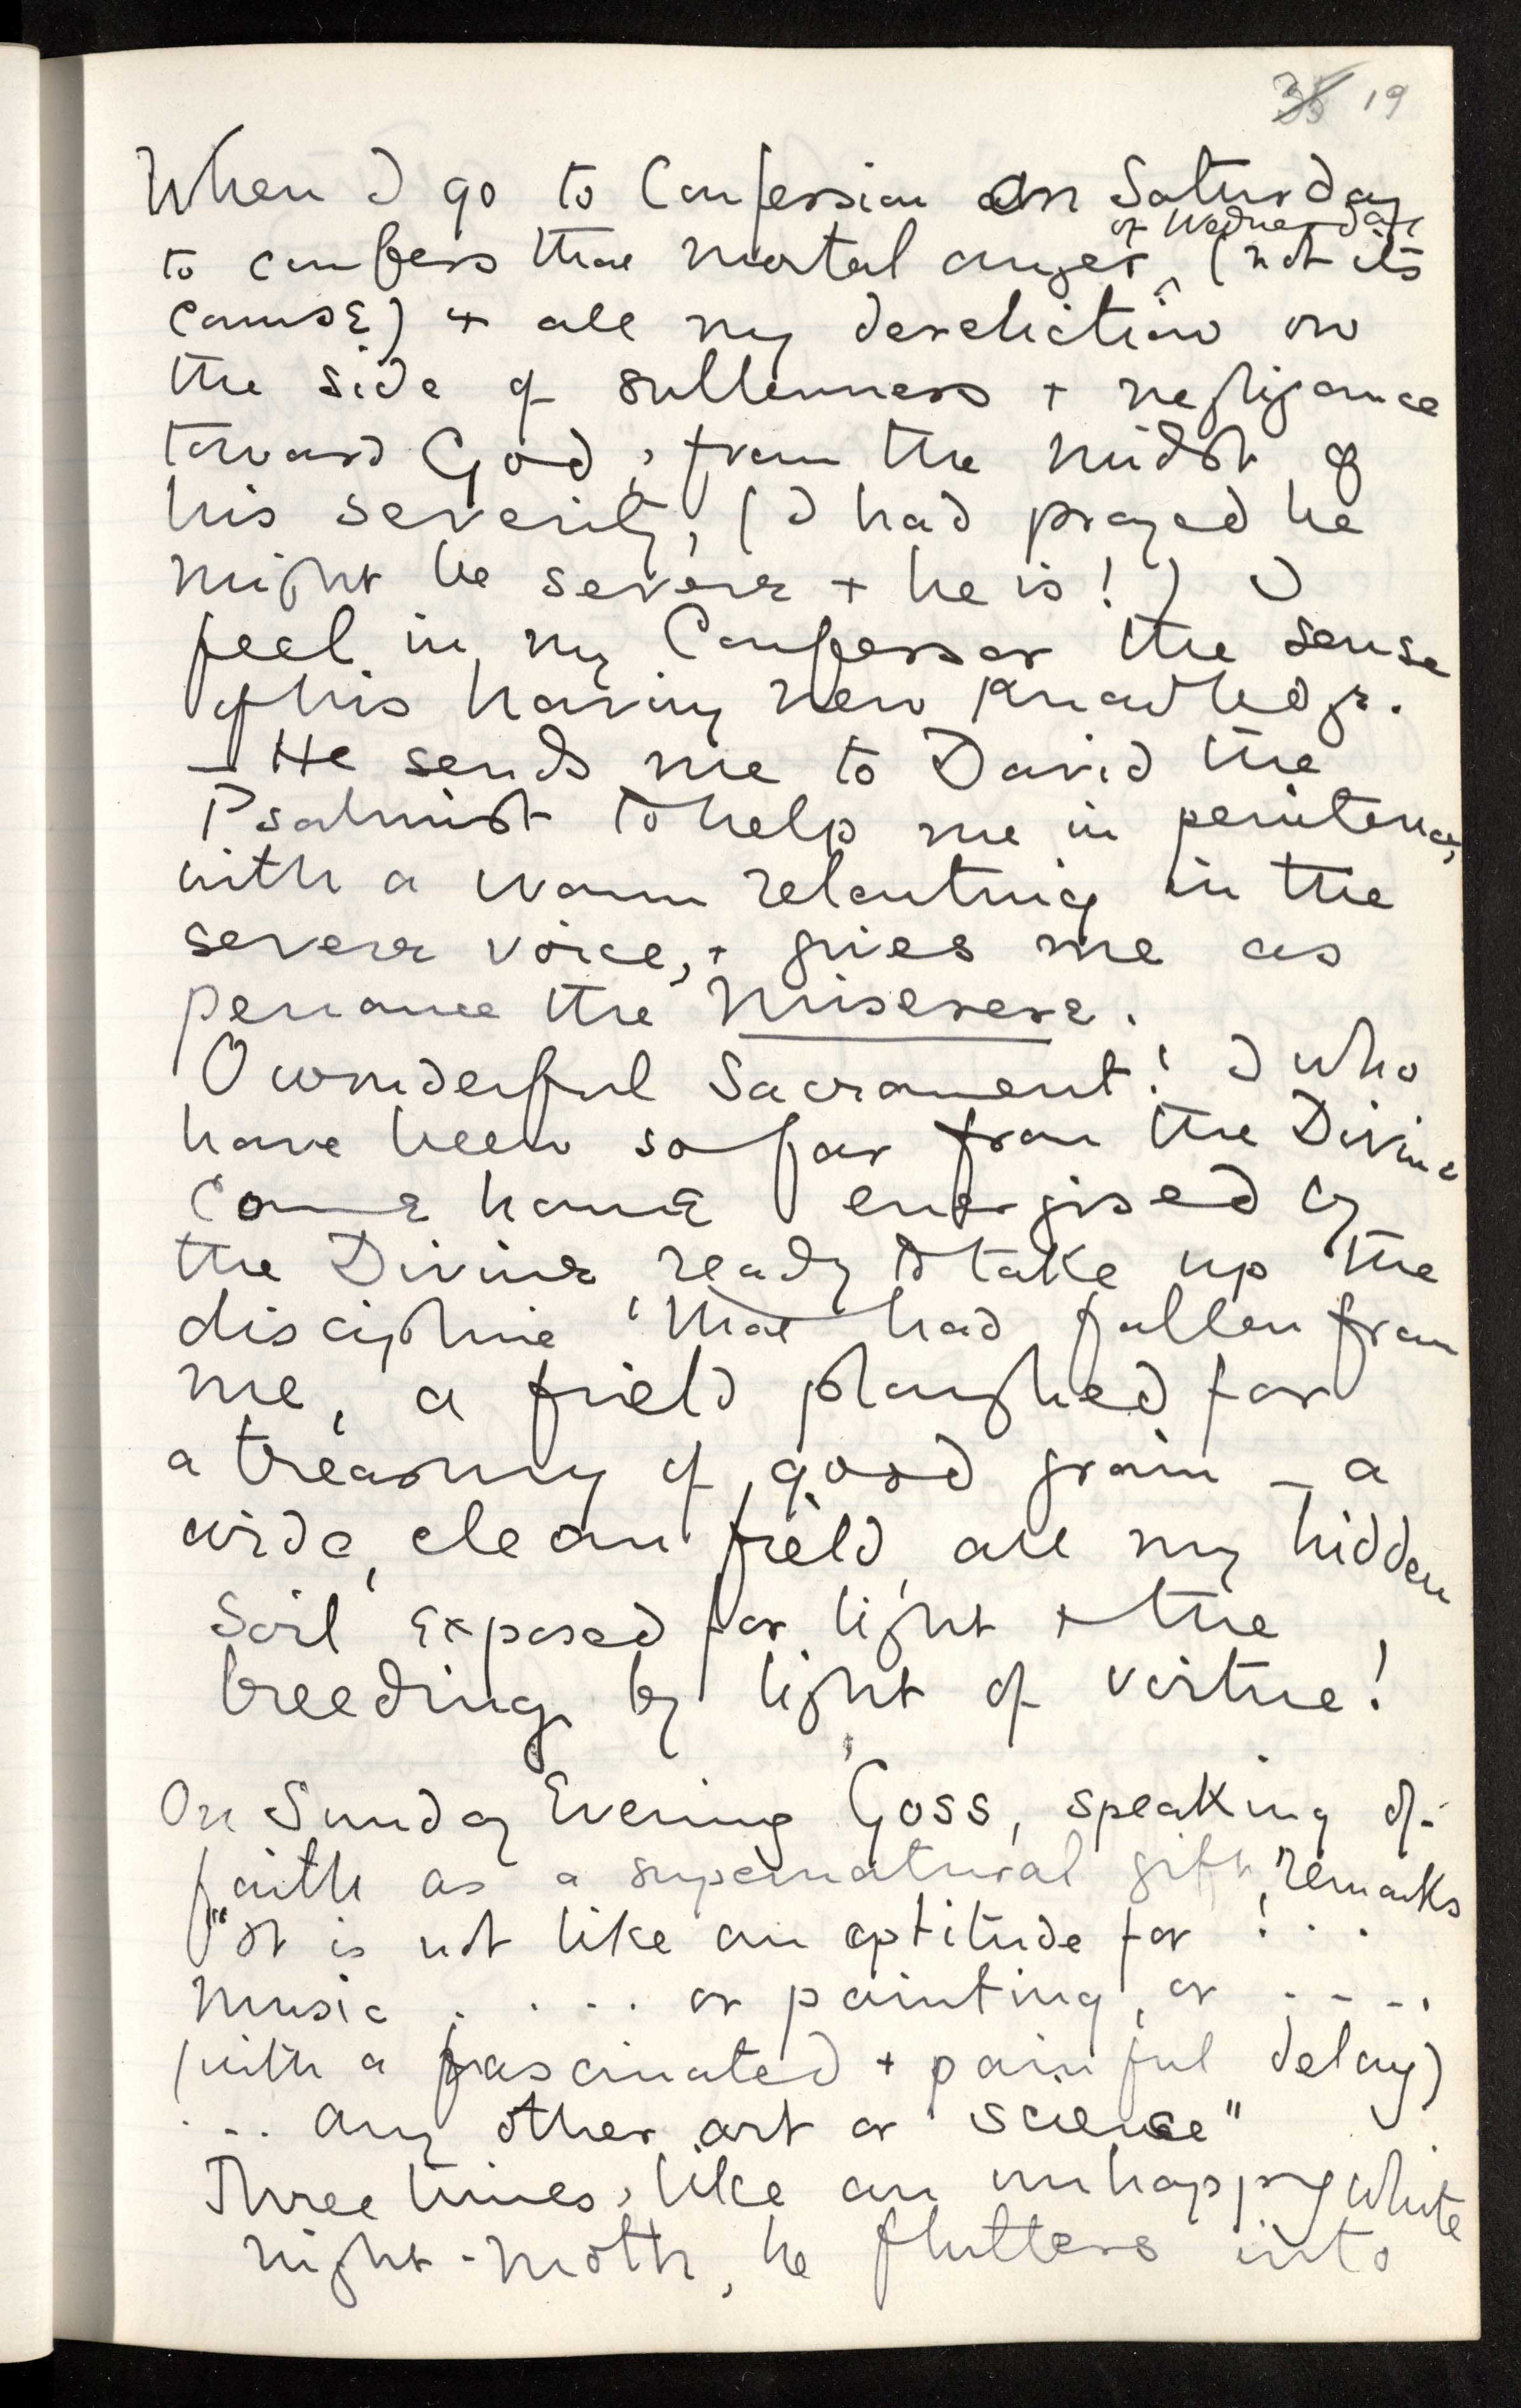 35 19
When I go to Confession on Saturday
of Wednesday
to confess that mortal anger ^ (not its
cause) + all my dereliction on
the side of sullenness + negligence
toward God, from the midst of
his severity, (I had prayed he
might be severe + he is!) I
feel in my Confessor the sense
of his having new knowledge.
— He sends me to David the
Psalmist to help me in penitence,
with a warm relenting in the
severe voice, + gives me as
penance the Miserere.
O wonderful Sacrament! I who
have been so far from the Divine
come home energised by
the Divine, ready to take up the
discipline that had fallen from
me, a field ploughed for
a treasury of good grain — a
wide, clean field, all my hidden
soil exposed for light + the
breeding by light of virtue!
On Sunday Evening Goss, speaking of
faith as a supernatural gift, remarks
"It is not like an aptitude for ! . .
music . . . . or painting, or . . . .
(with a fascinated + painful delay)
. . . any other art or science"
Three times, like an unhappy white
night-moth, he flutters into